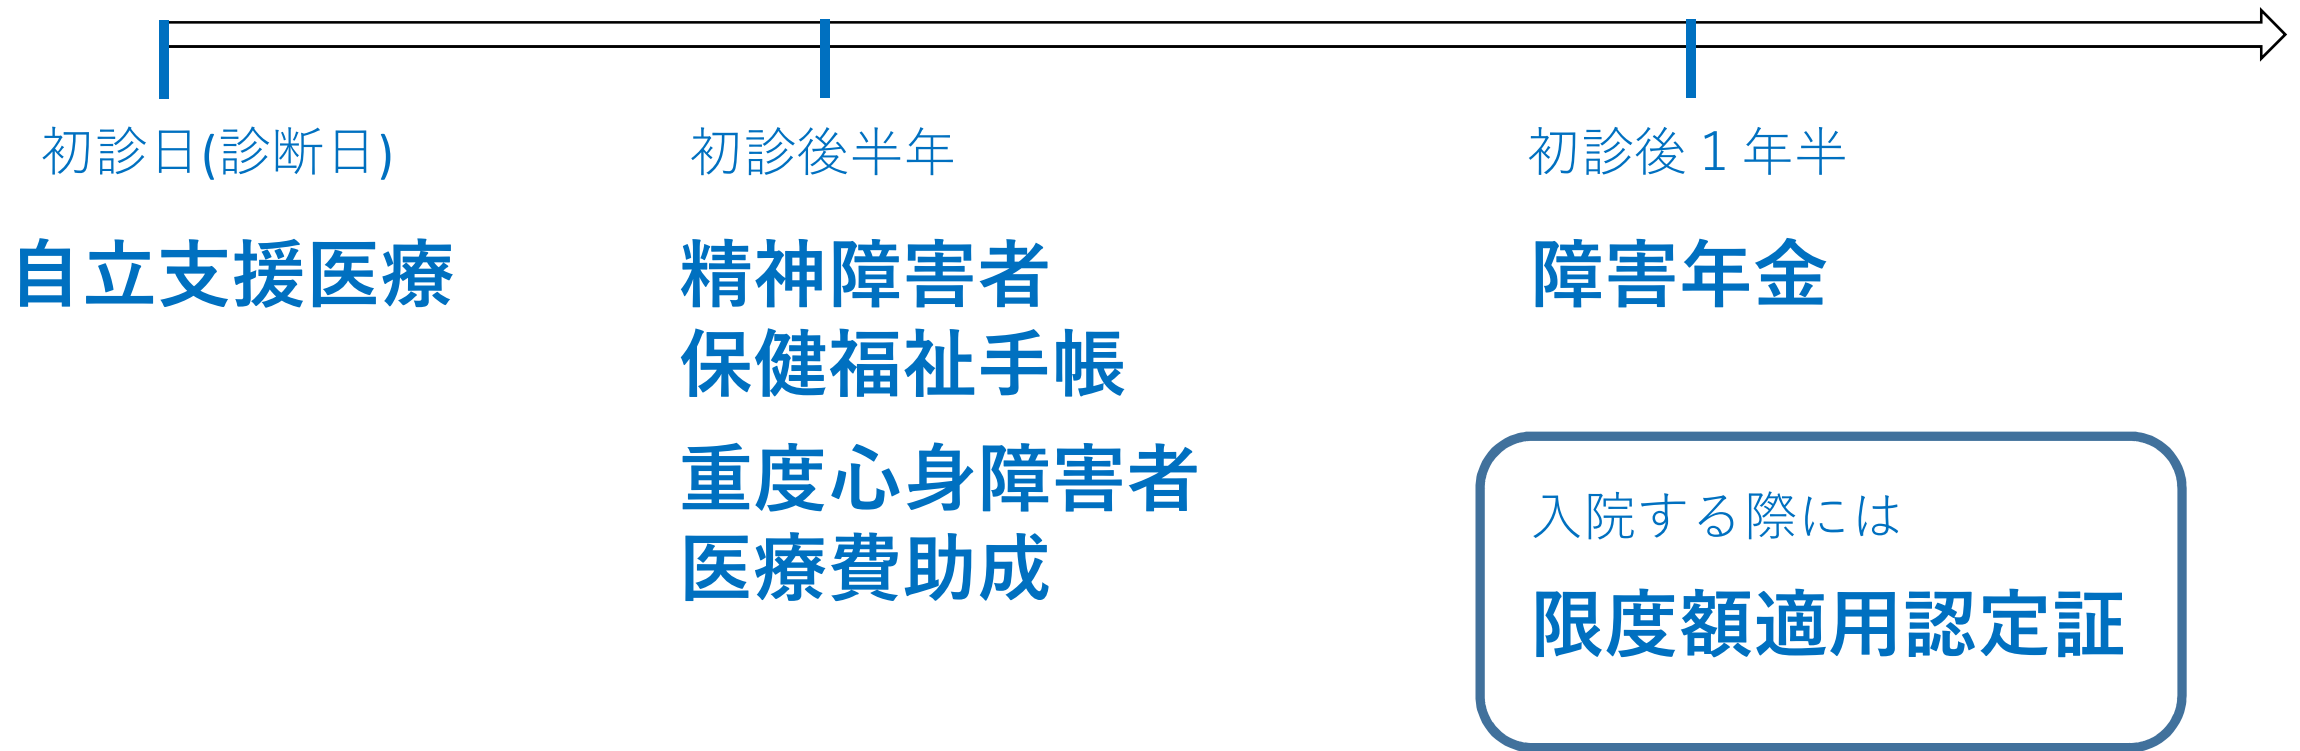 初診日(診断日)
自立支援医療
初診後半年
精神障害者
保健福祉手帳
重度心身障害者
医療費助成
初診後１年半
障害年金
入院する際には
限度額適用認定証